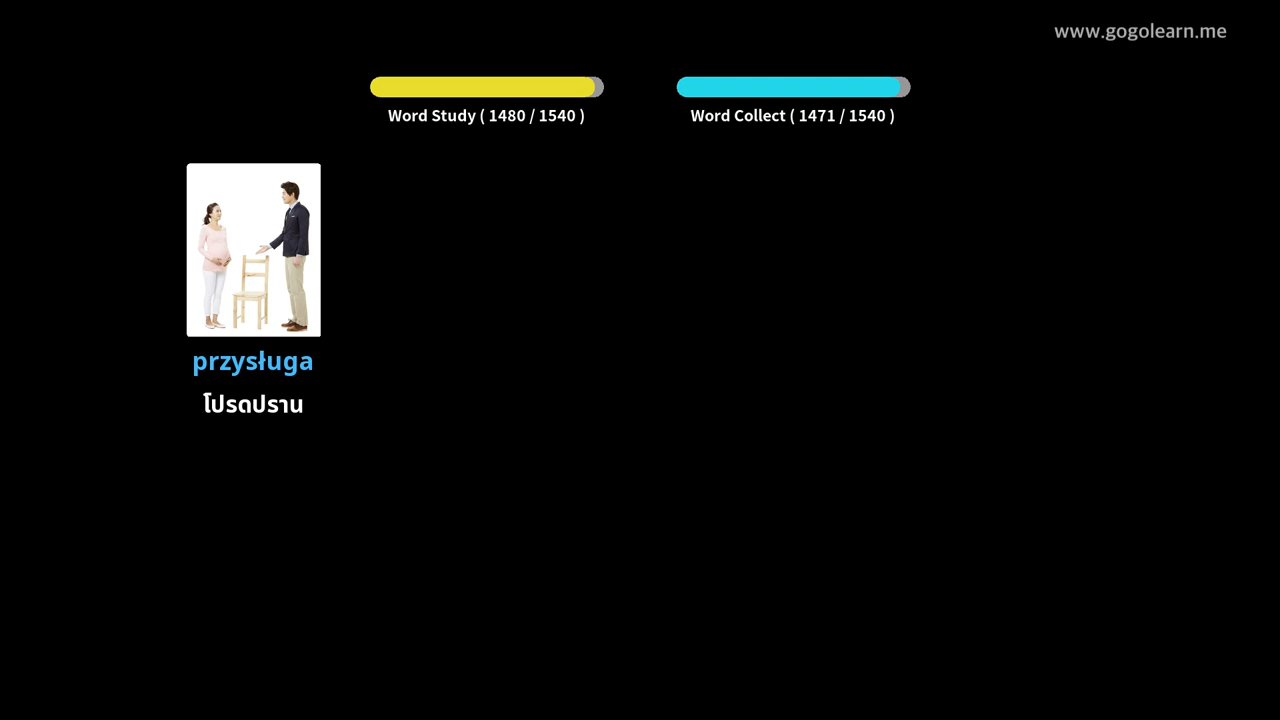 www.gogolearn.me
Word Study ( 1480 / 1540 )
Word Collect ( 1471 / 1540 )
przysługa
โปรดปราน